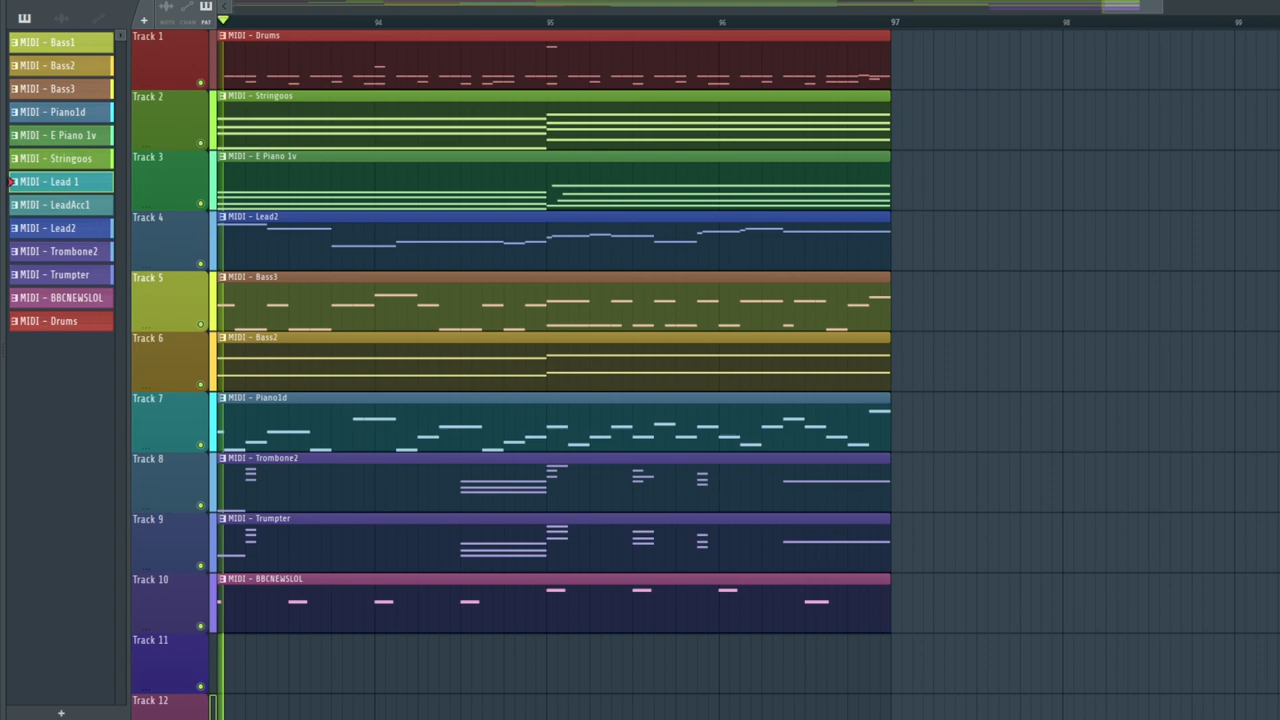 NOTE CHAN PAT
94 95 96 97 98 99
MIDI - Bass1
MIDI - Bass2
MIDI - Bass3
MIDI - Piano1d
MIDI - E Piano 1v
MIDI - Stringoos
MIDI - Lead 1
MIDI - LeadAcc1
MIDI - Lead2
MIDI - Trombone2
MIDI - Trumpter
MIDI - BBCNEWSLOL
MIDI - Drums
Track 1
MIDI - Drums
Track 2
MIDI - Stringoos
Track 3
MIDI - E Piano 1v
Track 4
MIDI - Lead2
Track 5
MIDI - Bass3
Track 6
MIDI - Bass2
Track 7
MIDI - Piano1d
Track 8
MIDI - Trombone2
Track 9
MIDI - Trumpter
Track 10
MIDI - BBCNEWSLOL
Track 11
Track 12